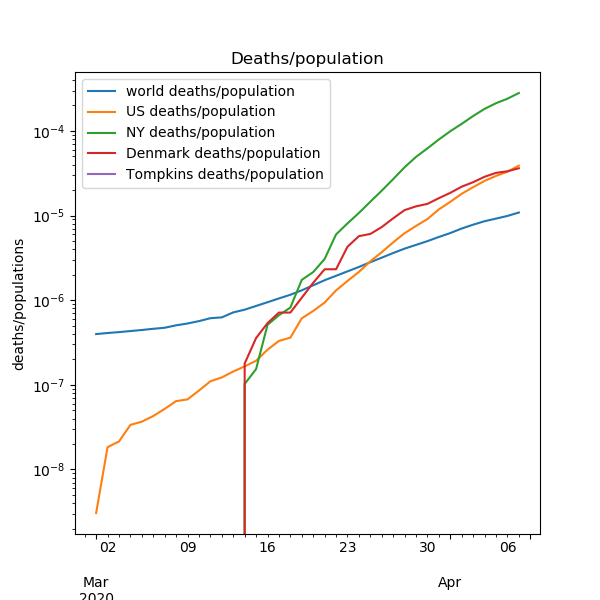 Deaths/population
world deaths/population
US deaths/population
NY deaths/population
Denmark deaths/population
Tompkins deaths/population
deaths/populations
10⁻⁴
10⁻⁵
10⁻⁶
10⁻⁷
10⁻⁸
02 09 16 23 30 06
Mar Apr
2020